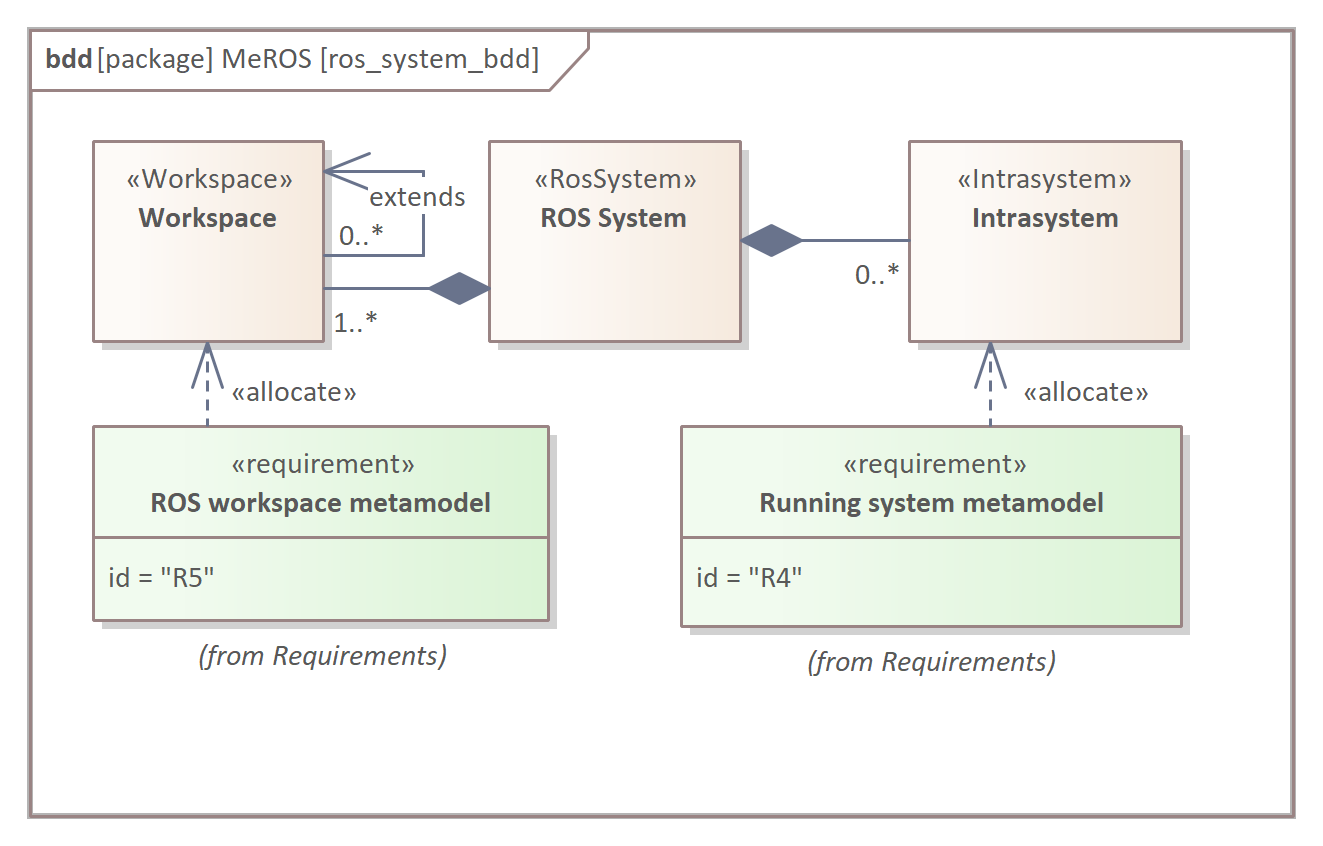 bdd [package] MeROS [ros_system_bdd]
«Workspace»
Workspace
extends
0..*
1..*
«RosSystem»
ROS System
0..*
«Intrasystem»
Intrasystem
«allocate»
«allocate»
«requirement»
ROS workspace metamodel
id = "R5"
(from Requirements)
«requirement»
Running system metamodel
id = "R4"
(from Requirements)